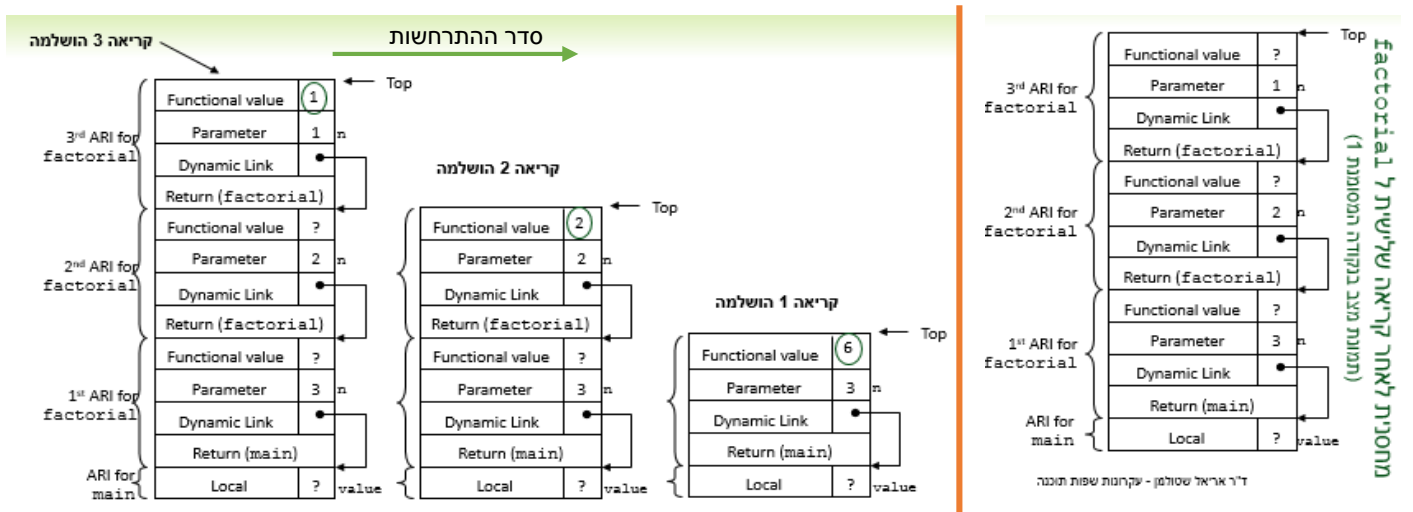 סדר ההתרחשות
קריאה 3 הושלמה
Top
Functional value 1
Parameter 1 n
Dynamic Link
Return (factorial)
3rd ARI for
factorial
Functional value ?
Parameter 2 n
Dynamic Link
Return (factorial)
2nd ARI for
factorial
Functional value ?
Parameter 3 n
Dynamic Link
Return (main)
1st ARI for
factorial
Local ? value
ARI for
main
קריאה 2 הושלמה
Top
Functional value 2
Parameter 2 n
Dynamic Link
Return (factorial)
Functional value ?
Parameter 3 n
Dynamic Link
Return (main)
Local ? value
קריאה 1 הושלמה
Top
Functional value 6
Parameter 3 n
Dynamic Link
Return (main)
Local ? value
מחסנית לאחר קריאה שלישית ל factorial
(תמונת מצב בנקודה המסומנת 1)
Top
Functional value ?
Parameter 1 n
Dynamic Link
Return (factorial)
3rd ARI for
factorial
Functional value ?
Parameter 2 n
Dynamic Link
Return (factorial)
2nd ARI for
factorial
Functional value ?
Parameter 3 n
Dynamic Link
Return (main)
1st ARI for
factorial
Local ? value
ARI for
main
ד"ר אריאל שטולמן - עקרונות שפות תוכנה